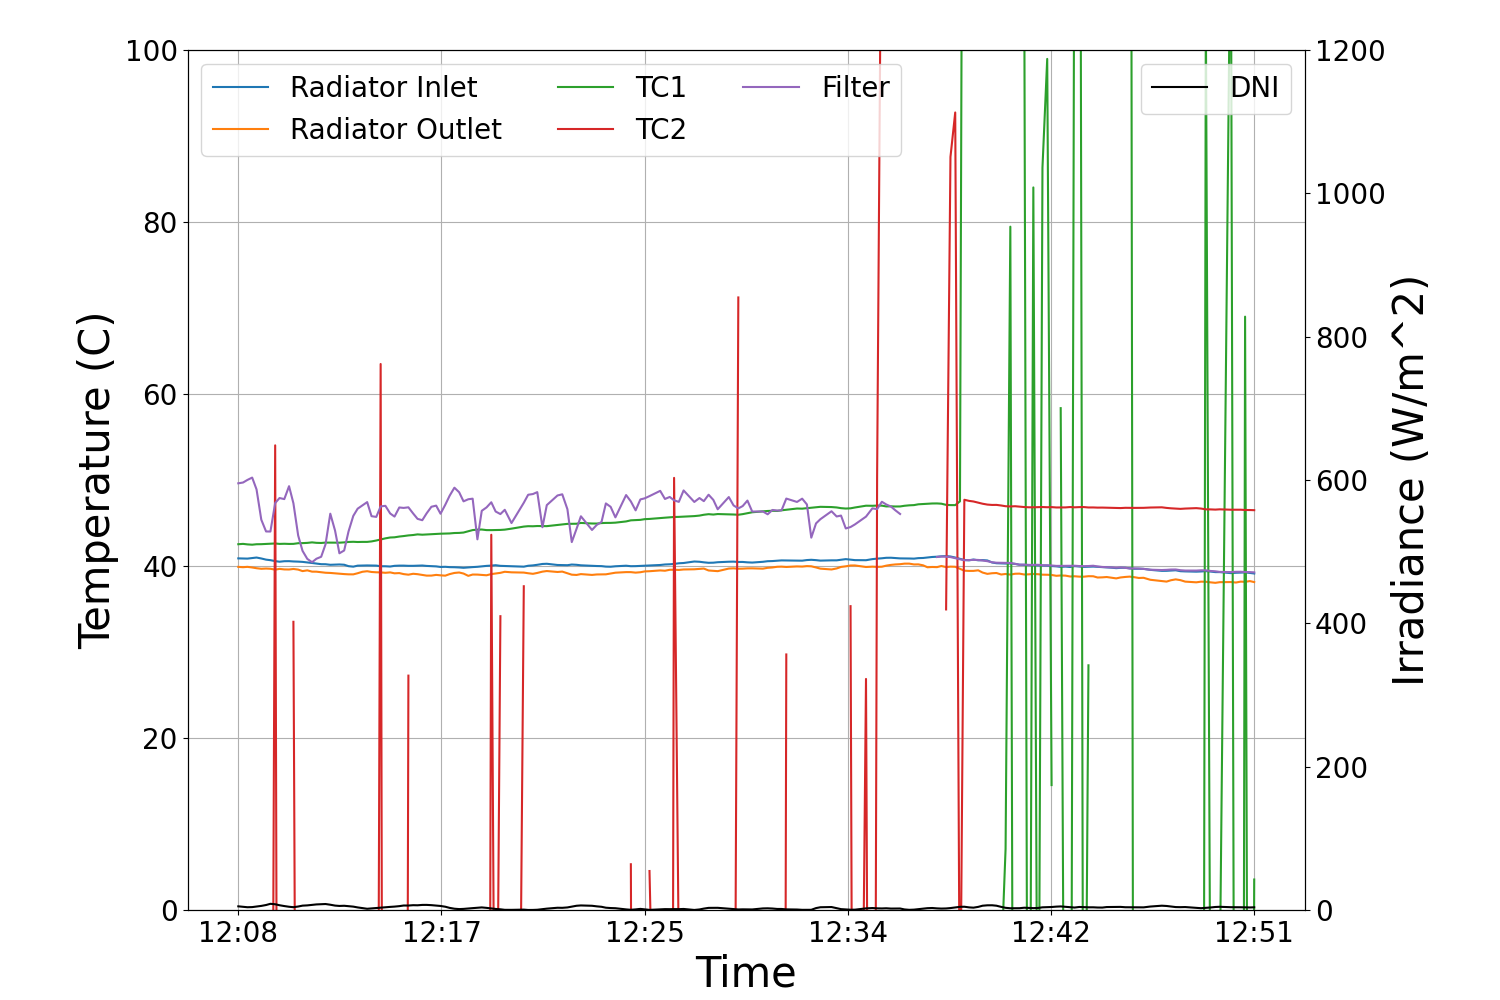 Radiator Inlet
Radiator Outlet
TC1
TC2
Filter
DNI
100
80
60
40
20
0
Temperature (C)
1200
1000
800
600
400
200
0
Irradiance (W/m^2)
12:08
12:17
12:25
12:34
12:42
12:51
Time